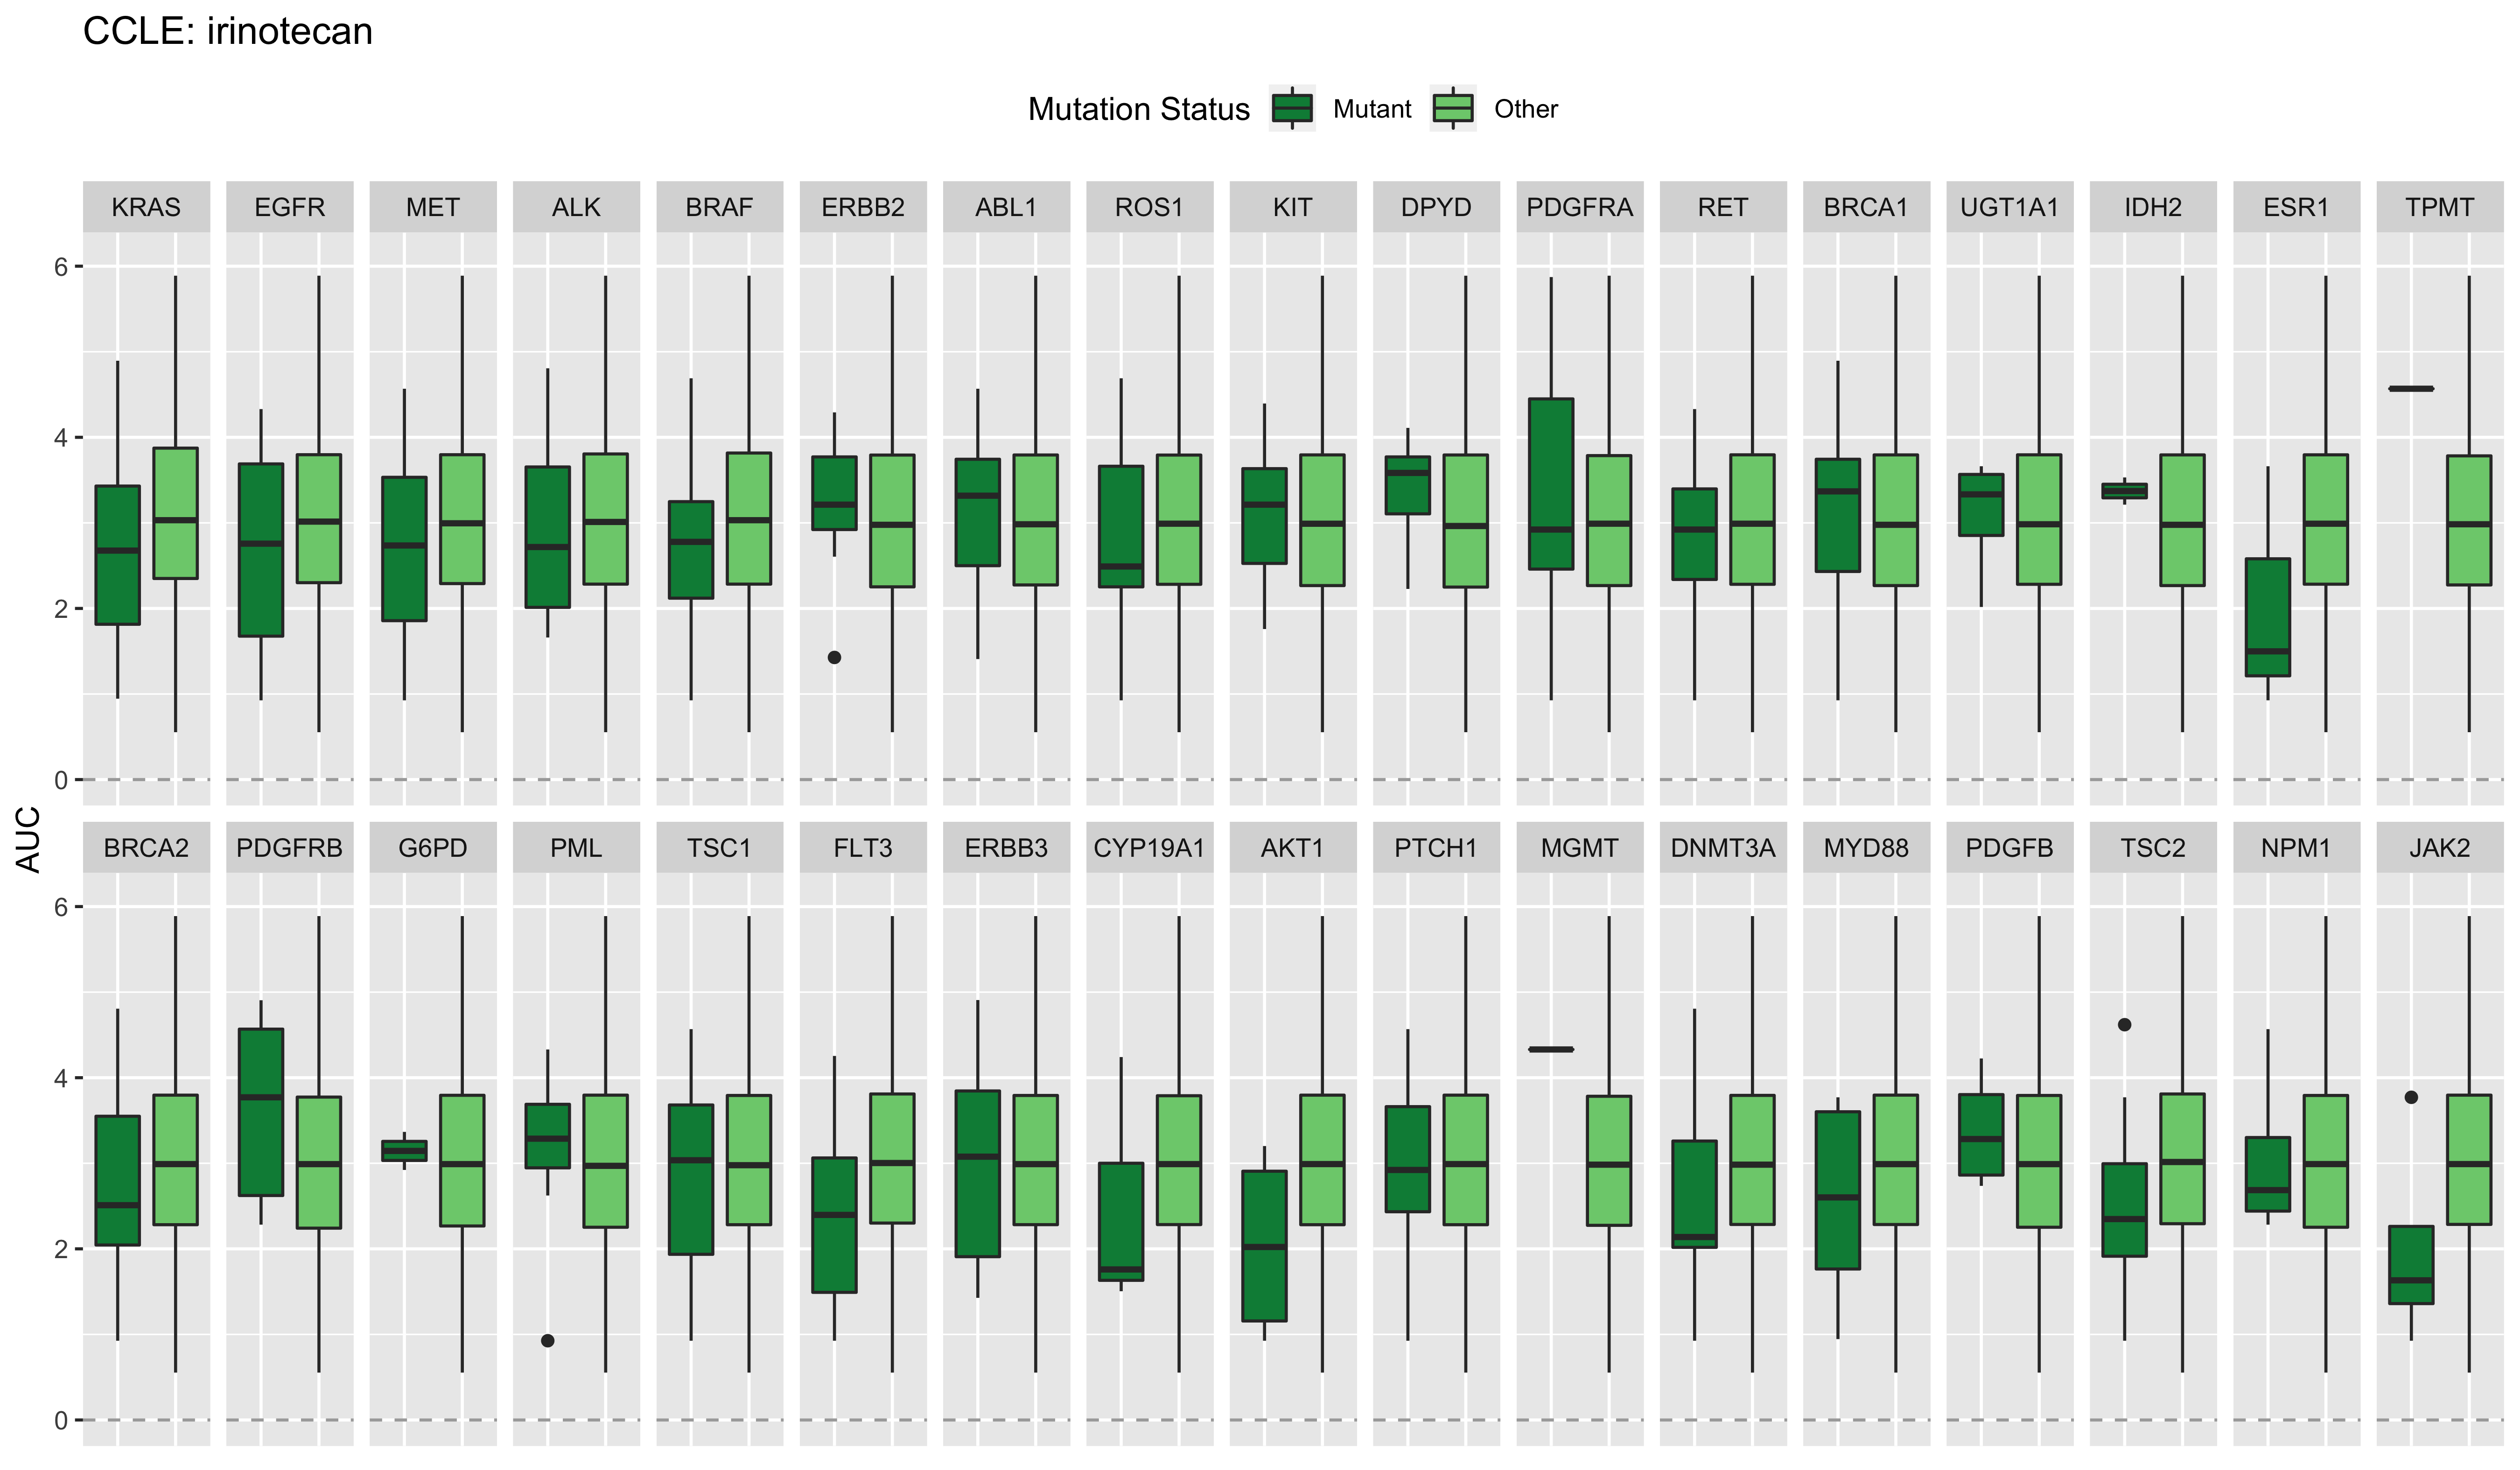 CCLE: irinotecan
Mutation Status Mutant Other
KRAS EGFR MET ALK BRAF ERBB2 ABL1 ROS1 KIT DPYD PDGFRA RET BRCA1 UGT1A1 IDH2 ESR1 TPMT
6
4
2
0
AUC
BRCA2 PDGFRB G6PD PML TSC1 FLT3 ERBB3 CYP19A1 AKT1 PTCH1 MGMT DNMT3A MYD88 PDGFB TSC2 NPM1 JAK2
6
4
2
0